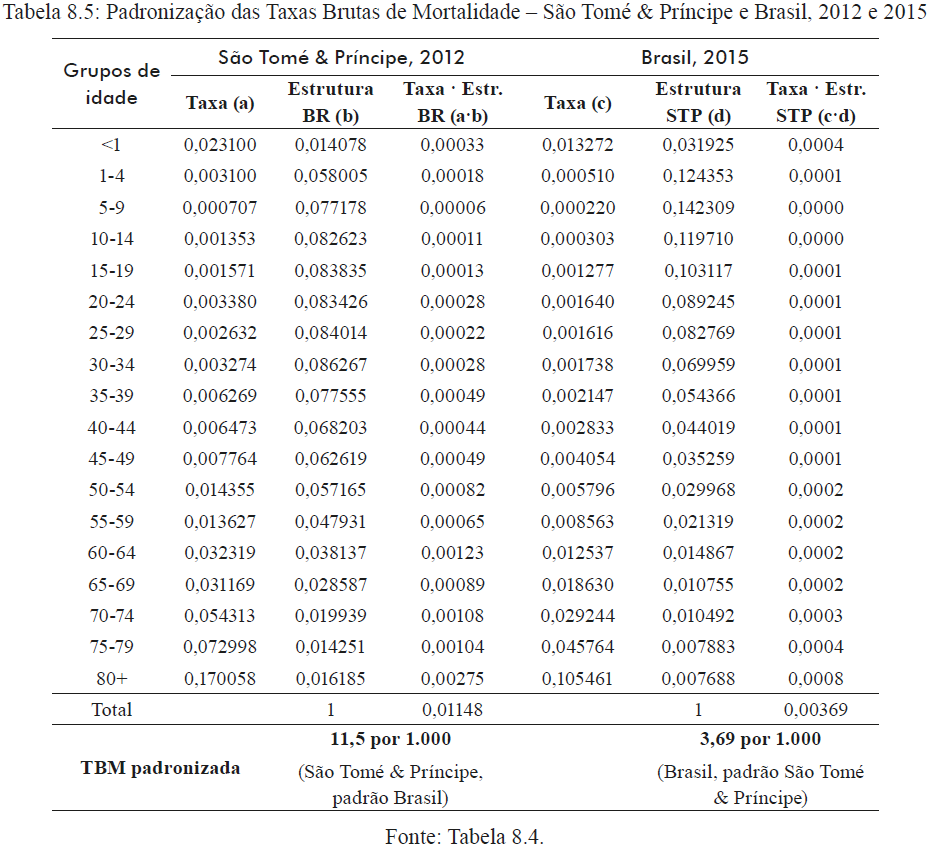 Tabela 8.5: Padronização das Taxas Brutas de Mortalidade – São Tomé & Príncipe e Brasil, 2012 e 2015
Grupos de idade São Tomé & Príncipe, 2012 Brasil, 2015
Taxa (a) Estrutura BR (b) Taxa · Estr. BR (a·b) Taxa (c) Estrutura STP (d) Taxa · Estr. STP (c·d)
<1 0,023100 0,014078 0,00033 0,013272 0,031925 0,0004
1-4 0,003100 0,058005 0,00018 0,000510 0,124353 0,0001
5-9 0,000707 0,077178 0,00006 0,000220 0,142309 0,0000
10-14 0,001353 0,082623 0,00011 0,000303 0,119710 0,0000
15-19 0,001571 0,083835 0,00013 0,001277 0,103117 0,0001
20-24 0,003380 0,083426 0,00028 0,001640 0,089245 0,0001
25-29 0,002632 0,084014 0,00022 0,001616 0,082769 0,0001
30-34 0,003274 0,086267 0,00028 0,001738 0,069959 0,0001
35-39 0,006269 0,077555 0,00049 0,002147 0,054366 0,0001
40-44 0,006473 0,068203 0,00044 0,002833 0,044019 0,0001
45-49 0,007764 0,062619 0,00049 0,004054 0,035259 0,0001
50-54 0,014355 0,057165 0,00082 0,005796 0,029968 0,0002
55-59 0,013627 0,047931 0,00065 0,008563 0,021319 0,0002
60-64 0,032319 0,038137 0,00123 0,012537 0,014867 0,0002
65-69 0,031169 0,028587 0,00089 0,018630 0,010755 0,0002
70-74 0,054313 0,019939 0,00108 0,029244 0,010492 0,0003
75-79 0,072998 0,014251 0,00104 0,045764 0,007883 0,0004
80+ 0,170058 0,016185 0,00275 0,105461 0,007688 0,0008
Total 1 0,01148 1 0,00369
TBM padronizada 11,5 por 1.000 3,69 por 1.000
(São Tomé & Príncipe, (Brasil, padrão São Tomé
padrão Brasil) & Príncipe)
Fonte: Tabela 8.4.